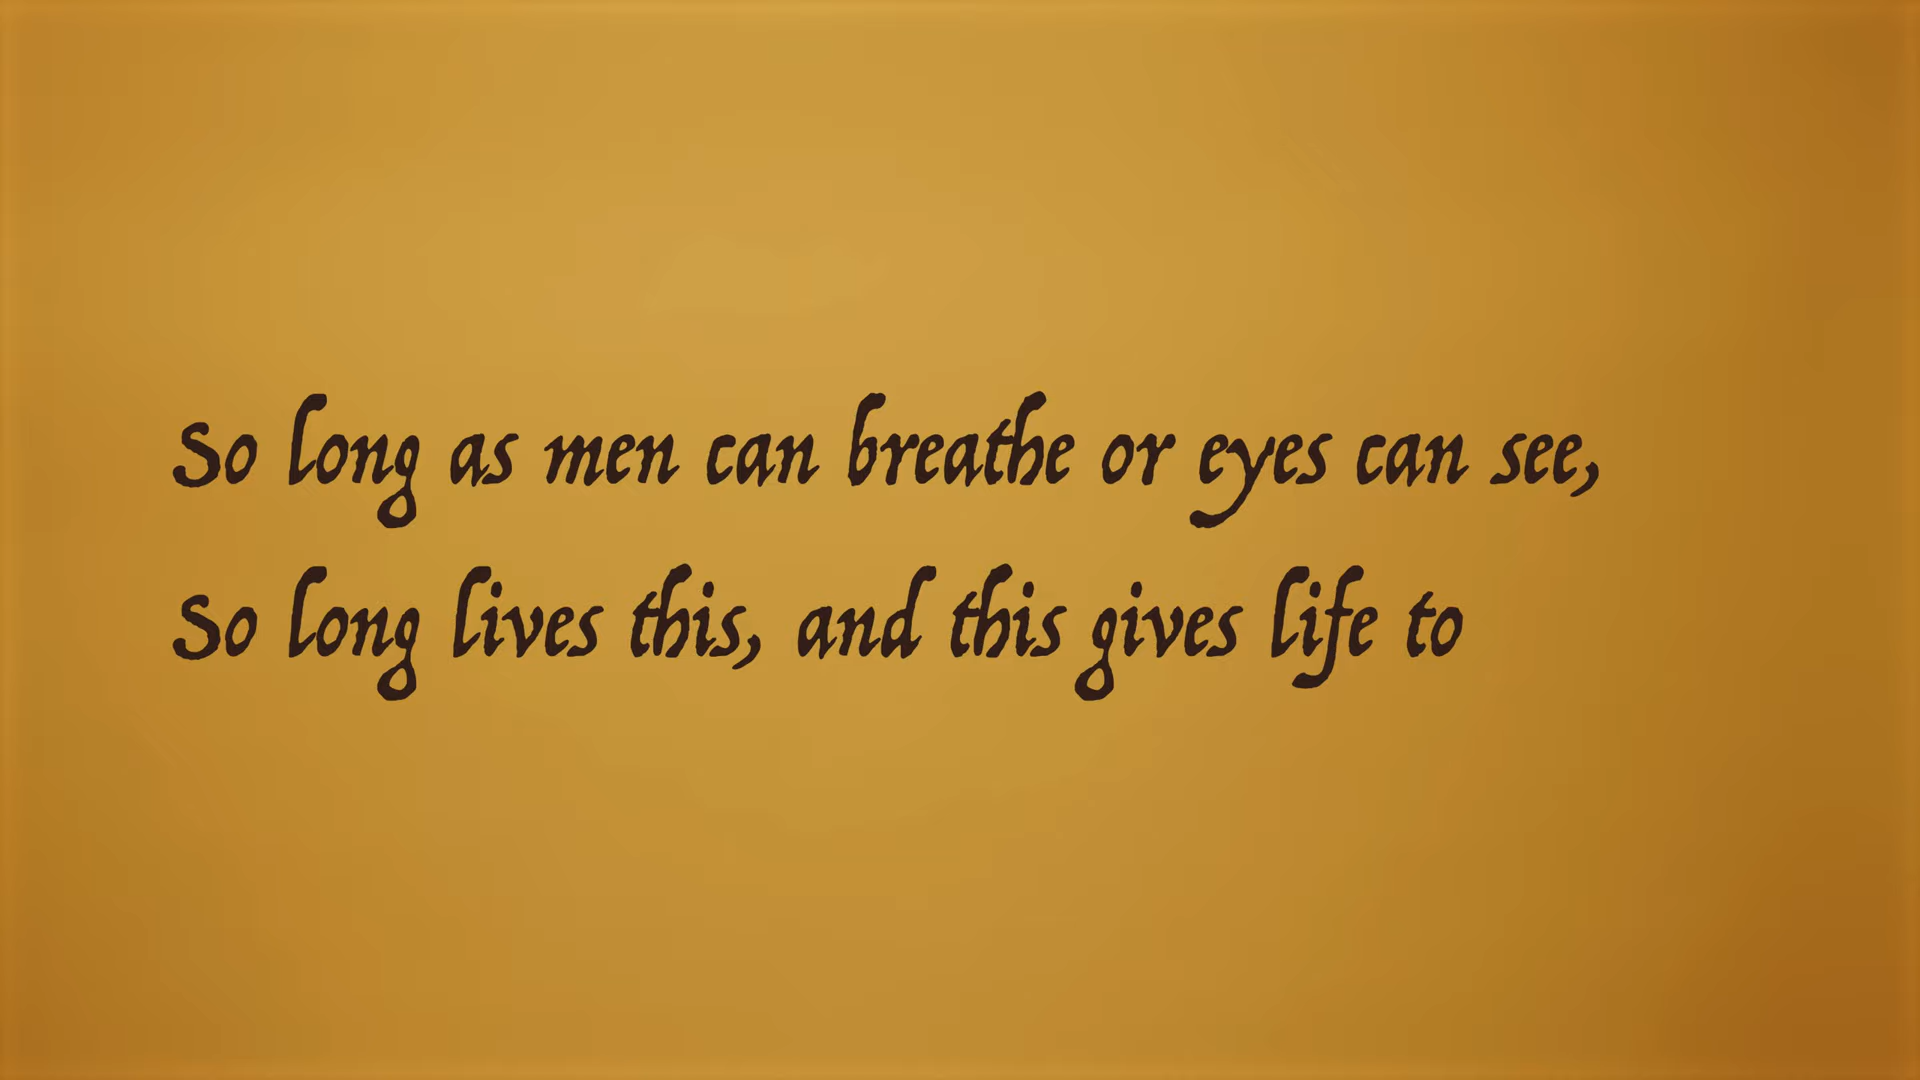 So long as men can breathe or eyes can see,
So long lives this, and this gives life to